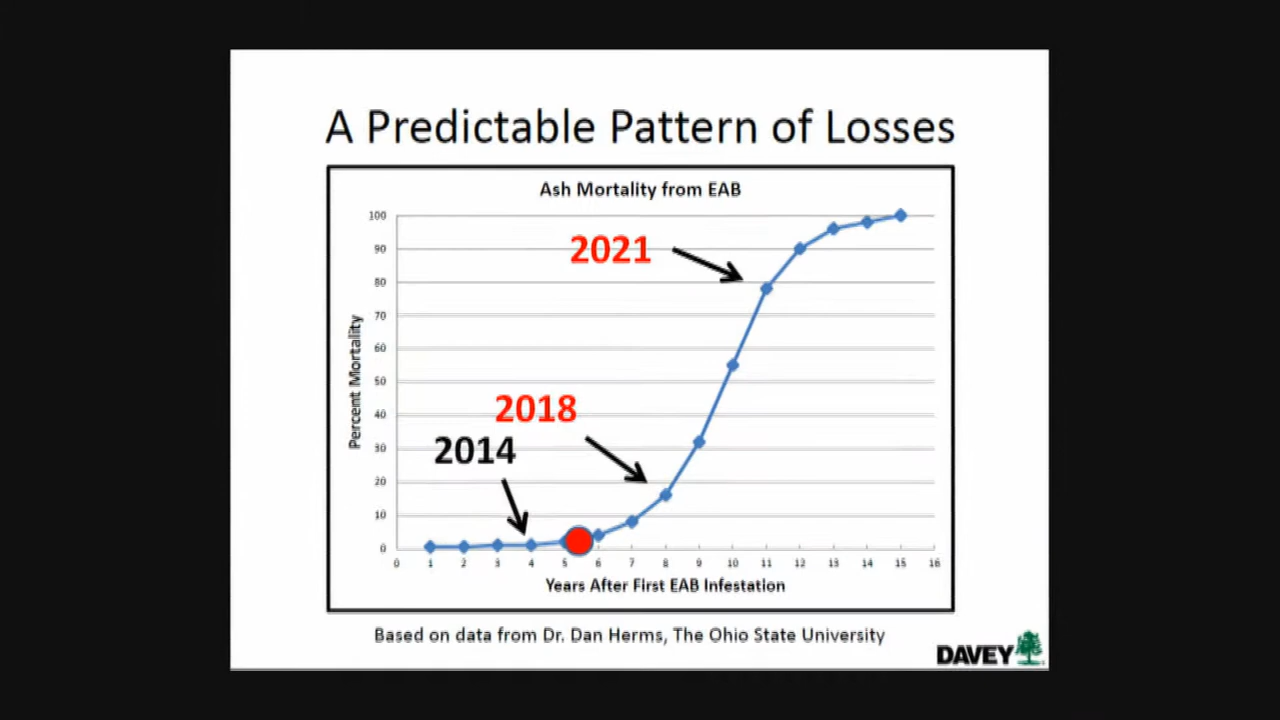 A Predictable Pattern of Losses
Ash Mortality from EAB
100
90
80
70
60
50
40
30
20
10
0
Percent Mortality
2021
2018
2014
0 1 2 3 4 5 6 7 8 9 10 11 12 13 14 15 16
Years After First EAB Infestation
Based on data from Dr. Dan Herms, The Ohio State University
DAVEY